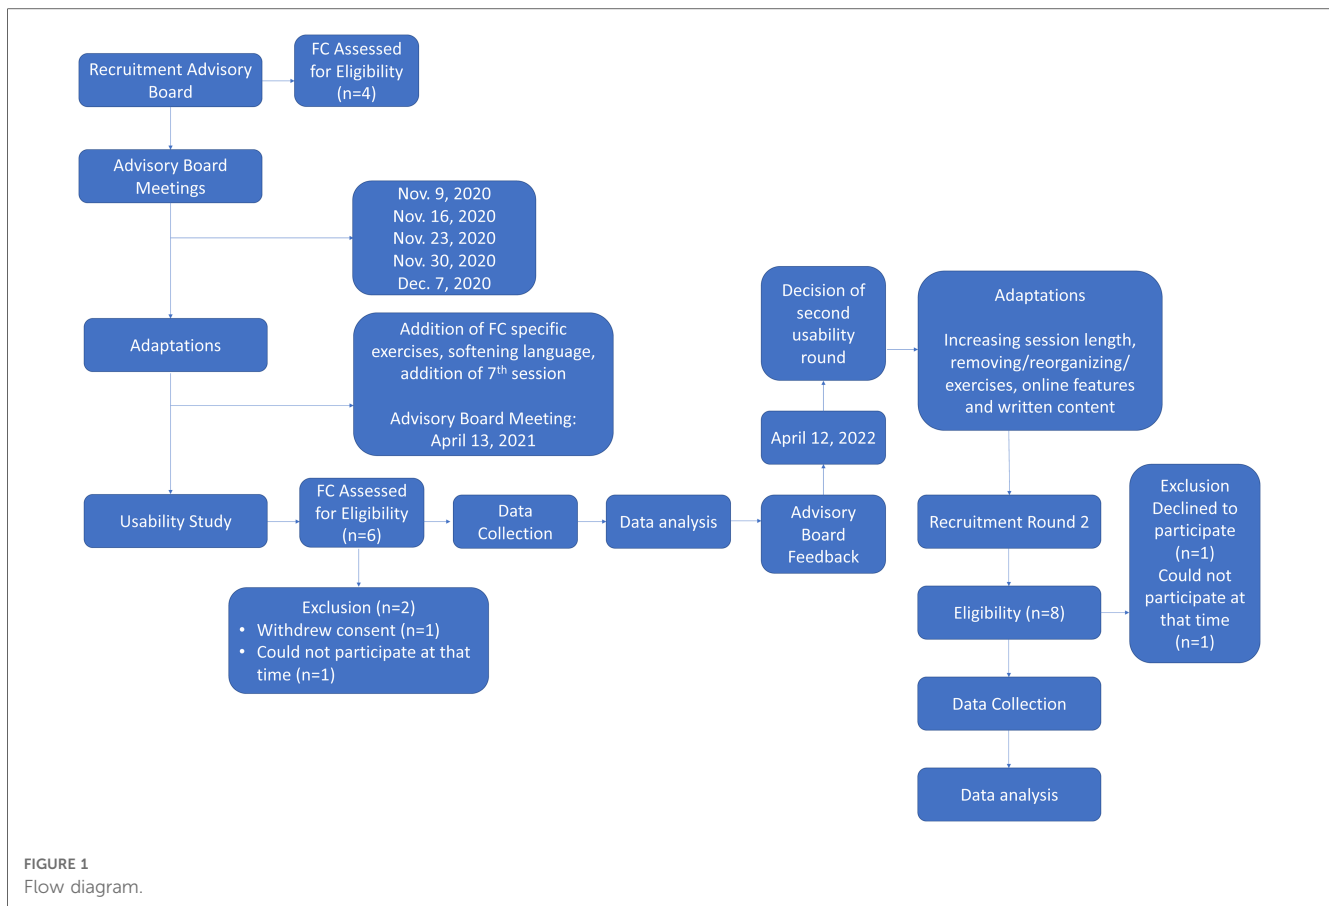 Recruitment Advisory
Board
FC Assessed
for Eligibility
(n=4)
Advisory Board
Meetings
Nov. 9, 2020
Nov. 16, 2020
Nov. 23, 2020
Nov. 30, 2020
Dec. 7, 2020
Adaptations
Addition of FC specific
exercises, softening language,
addition of 7th session
Advisory Board Meeting:
April 13, 2021
Usability Study
FC Assessed
for Eligibility
(n=6)
Exclusion (n=2)
• Withdrew consent (n=1)
• Could not participate at that
time (n=1)
Data
Collection
Data analysis
Advisory
Board
Feedback
April 12, 2022
Decision of
second
usability
round
Adaptations
Increasing session length,
removing/reorganizing/
exercises, online features
and written content
Recruitment Round 2
Eligibility (n=8)
Exclusion
Declined to
participate
(n=1)
Could not
participate at
that time
(n=1)
Data Collection
Data analysis
FIGURE 1
Flow diagram.